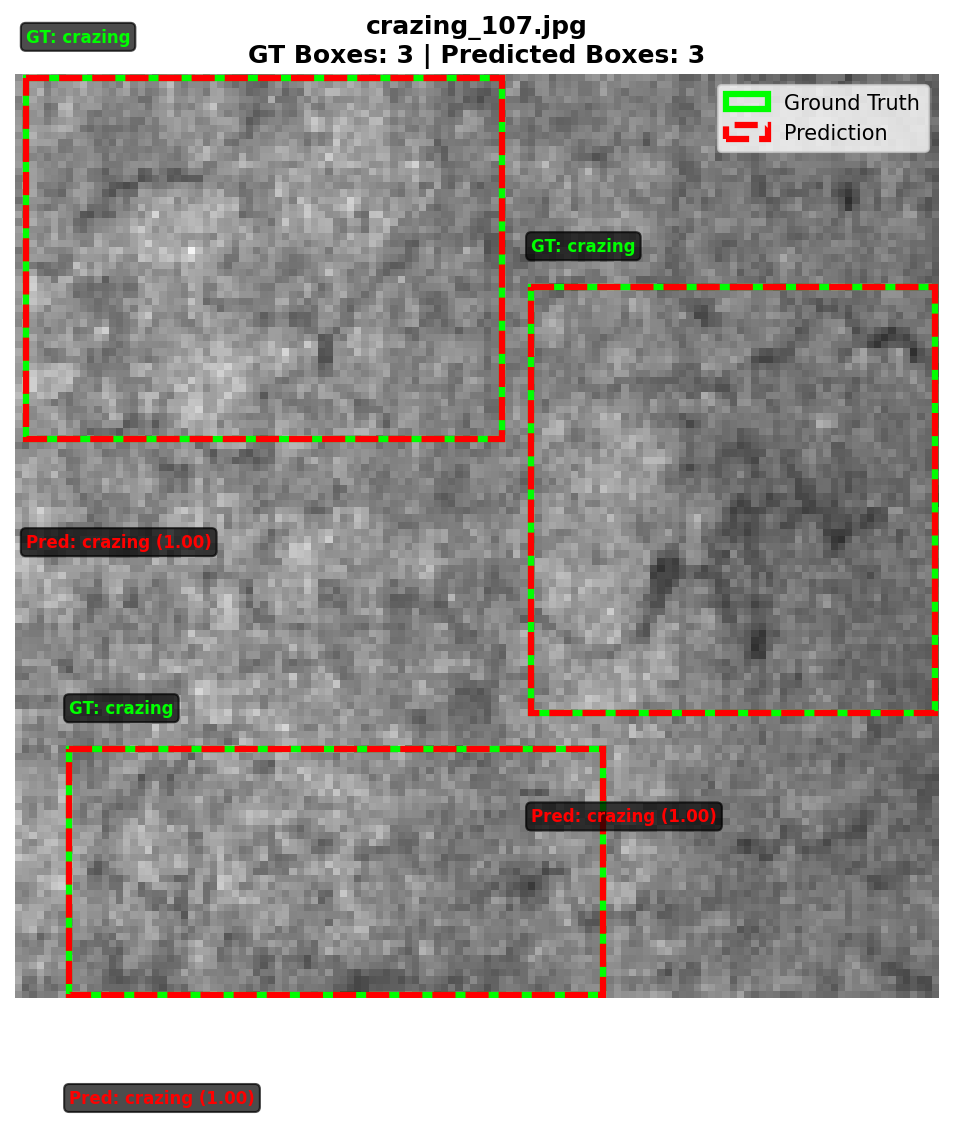 crazing_107.jpg
GT Boxes: 3 | Predicted Boxes: 3
GT: crazing
Ground Truth
Prediction
GT: crazing
Pred: crazing (1.00)
GT: crazing
Pred: crazing (1.00)
Pred: crazing (1.00)